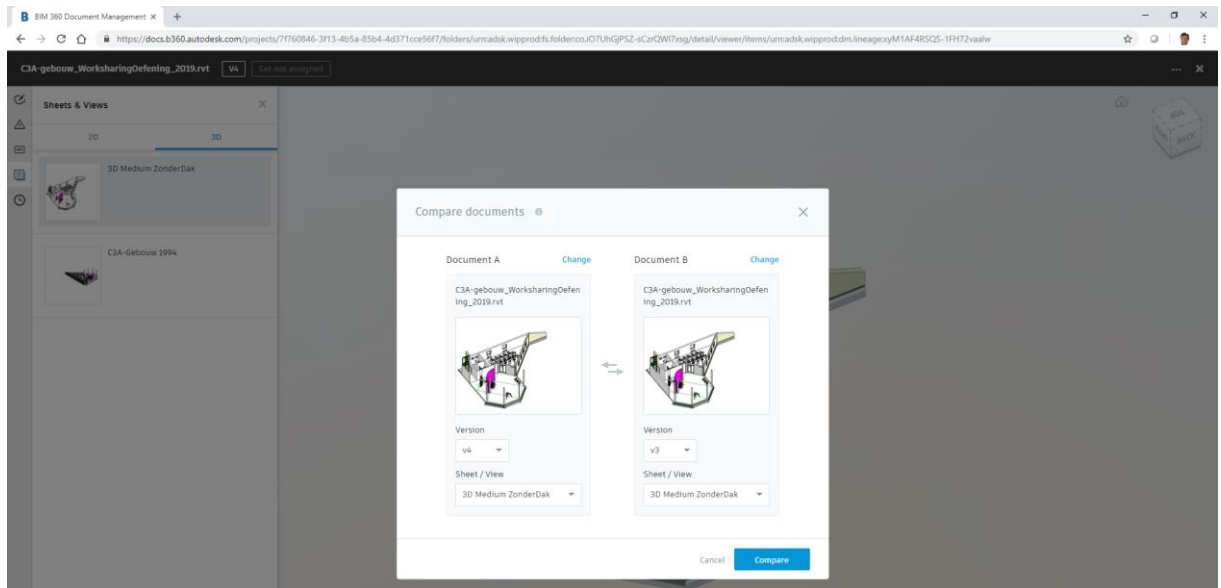 BIM 360 Document Management
https://docs.b360.autodesk.com/projects/7f760846-3f13-4b5a-85b4-4d371cce56f7/folders/urn:adsk.wipprod:fs.folder:co.iO7UhGjPSZ-sCzrQWI7xsg/detail/viewer/items/urn:adsk.wipprod:dm.lineage:xyM1AF4RSQS-1FH72vaalw
C3A-gebouw_WorksharingOefening_2019.rvt V4 Set not assigned
Sheets & Views
2D 3D
3D Medium ZonderDak
C3A-Gebouw 1994
BACK
Compare documents
Document A Change
C3A-gebouw_WorksharingOefen
ing_2019.rvt
Version
v4
Sheet / View
3D Medium ZonderDak
Document B Change
C3A-gebouw_WorksharingOefen
ing_2019.rvt
Version
v3
Sheet / View
3D Medium ZonderDak
Cancel Compare